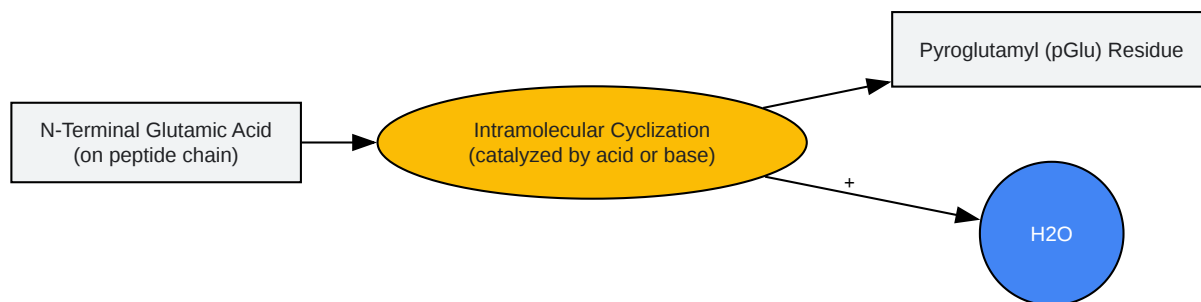 Pyroglutamyl (pGlu) Residue
N-Terminal Glutamic Acid
(on peptide chain)
Intramolecular Cyclization
(catalyzed by acid or base)
+
H2O